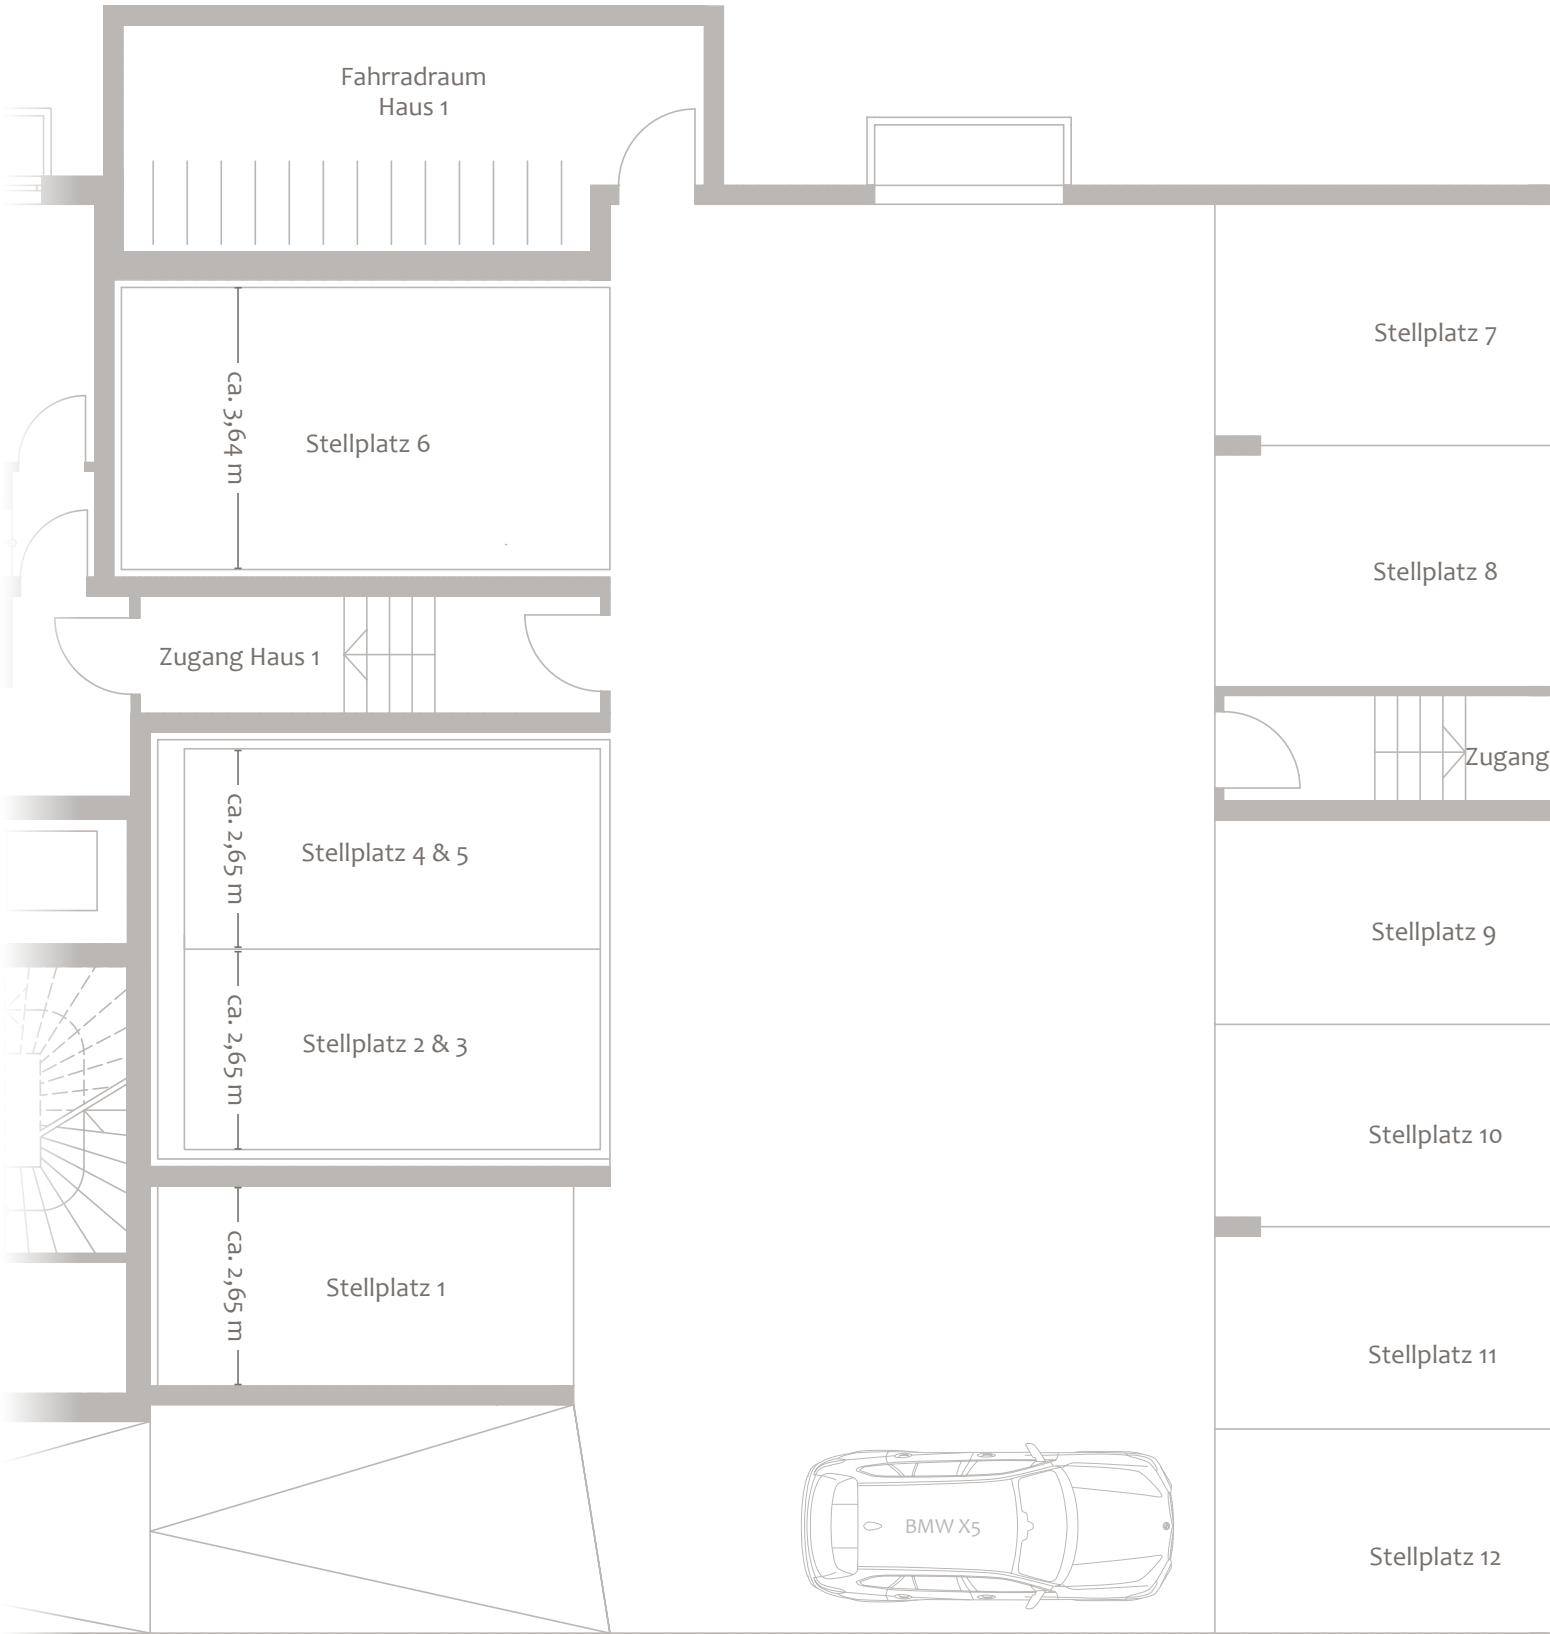 Fahrradraum
Haus 1
Stellplatz 7
ca. 3,64 m
Stellplatz 6
Stellplatz 8
Zugang Haus 1
Zugang
ca. 2,65 m
Stellplatz 4 & 5
Stellplatz 9
ca. 2,65 m
Stellplatz 2 & 3
Stellplatz 10
ca. 2,65 m
Stellplatz 1
Stellplatz 11
BMW X5
Stellplatz 12